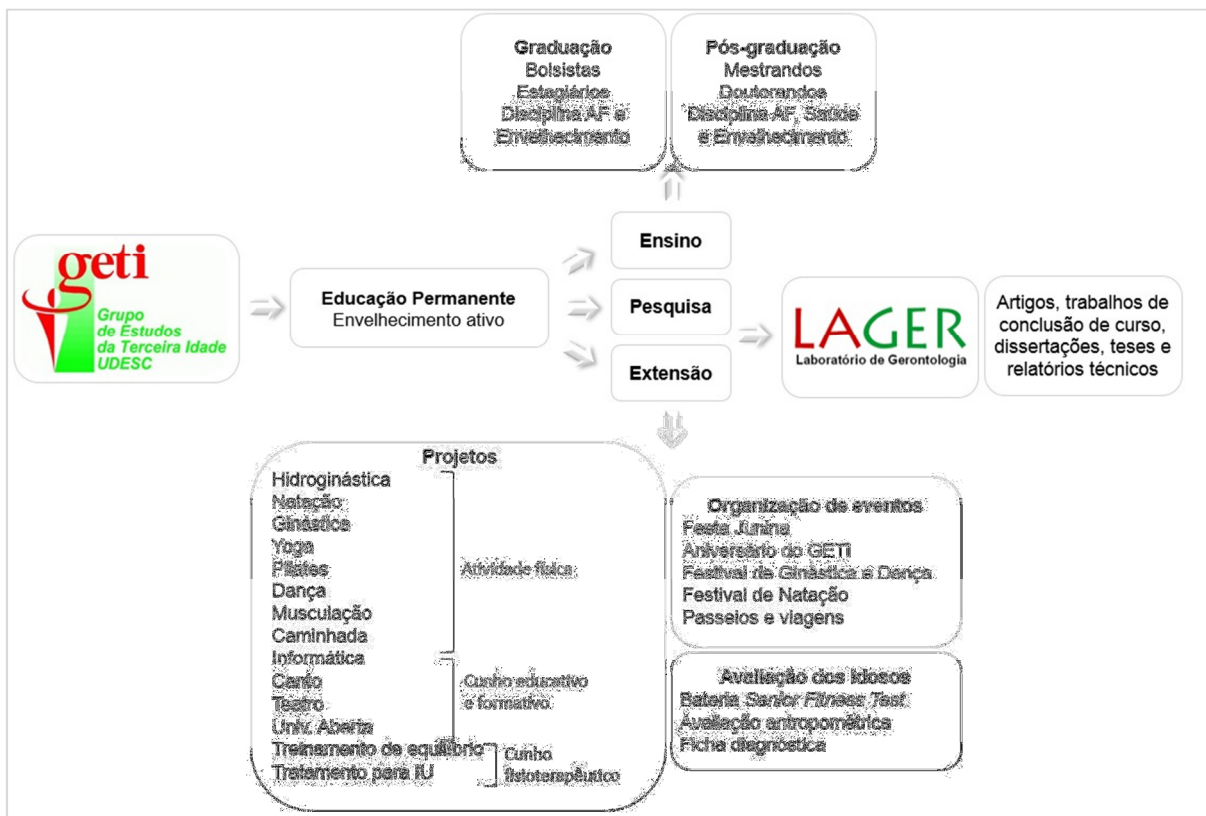 Graduação
Bolsistas
Estagiários
Disciplina AF e
Envelhecimento
Pós-graduação
Mestrandos
Doutorandos
Disciplina AF, Saúde
e Envelhecimento
geti
Grupo
de Estudos
da Terceira Idade
UDESC
Educação Permanente
Envelhecimento ativo
Ensino
Pesquisa
Extensão
LAGER
Laboratório de Gerontologia
Artigos, trabalhos de
conclusão de curso,
dissertações, teses e
relatórios técnicos
Projetos
Hidroginástica
Natação
Ginástica
Yoga
Pilates
Dança
Musculação
Caminhada
Atividade física
Informática
Canto
Teatro
Univ. Aberta
Cunho educativo
e formativo
Treinamento de equilíbrio
Tratamento para IU
Cunho
fisioterapêutico
Organização de eventos
Festa Junina
Aniversário do GETI
Festival de Ginástica e Dança
Festival de Natação
Passeios e viagens
Avaliação dos idosos
Bateria Senior Fitness Test
Avaliação antropométrica
Ficha diagnóstica